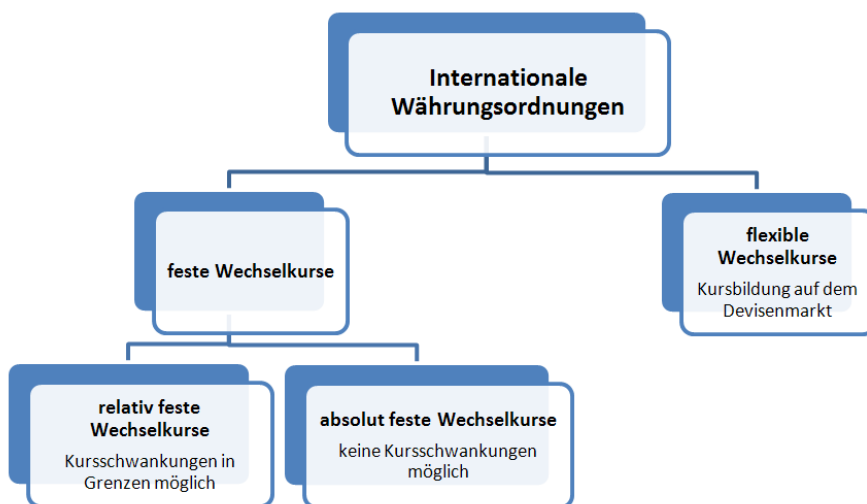 Internationale
Währungsordnungen
feste Wechselkurse
flexible
Wechselkurse
Kursbildung auf dem
Devisenmarkt
relativ feste
Wechselkurse
Kursschwankungen in
Grenzen möglich
absolut feste Wechselkurse
keine Kursschwankungen
möglich